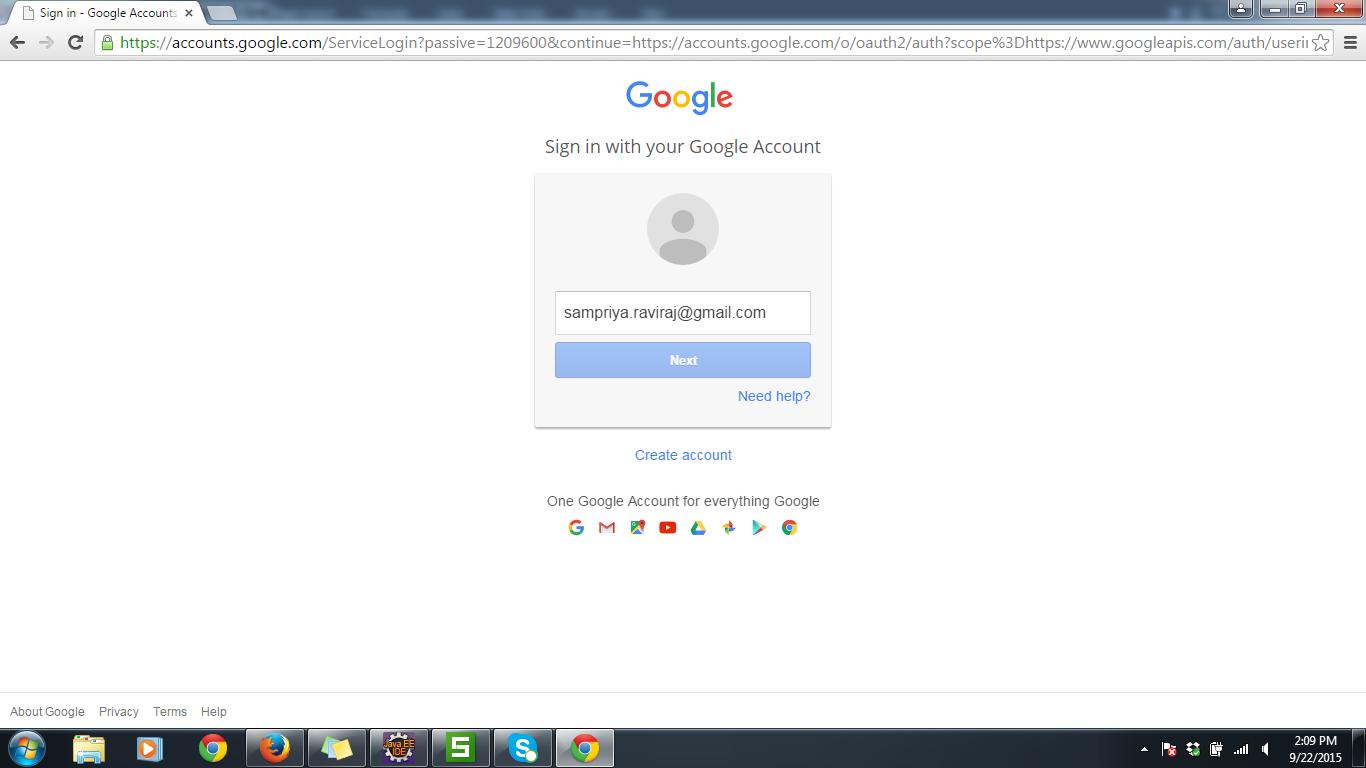 Sign in - Google Accounts
https://accounts.google.com/ServiceLogin?passive=1209600&continue=https://accounts.google.com/o/oauth2/auth?scope%3Dhttps://www.googleapis.com/auth/userin
Google
Sign in with your Google Account
sampriya.raviraj@gmail.com
Next
Need help?
Create account
One Google Account for everything Google
About Google Privacy Terms Help
Java EE
IDE
S
S
2:09 PM
9/22/2015